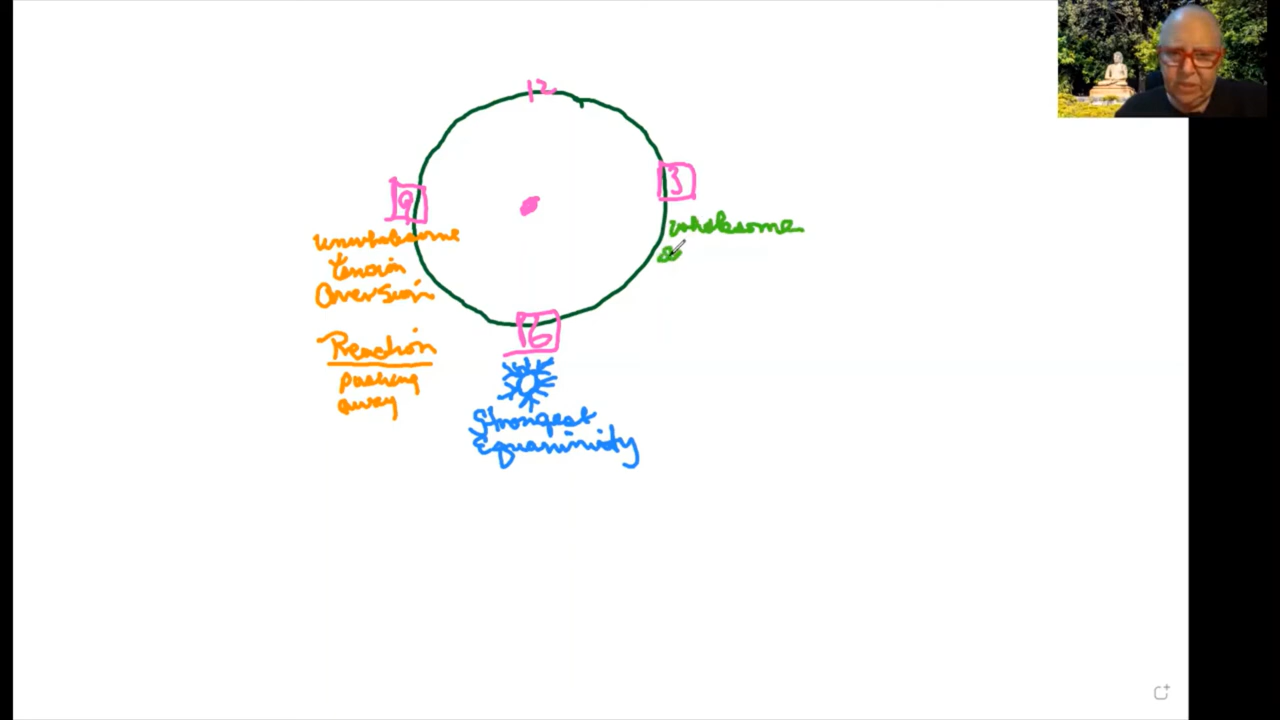 12
3
9
wholesome
&
unwholesome
tension
aversion
Reaction
pushing
away
6
Strongest
Equanimity